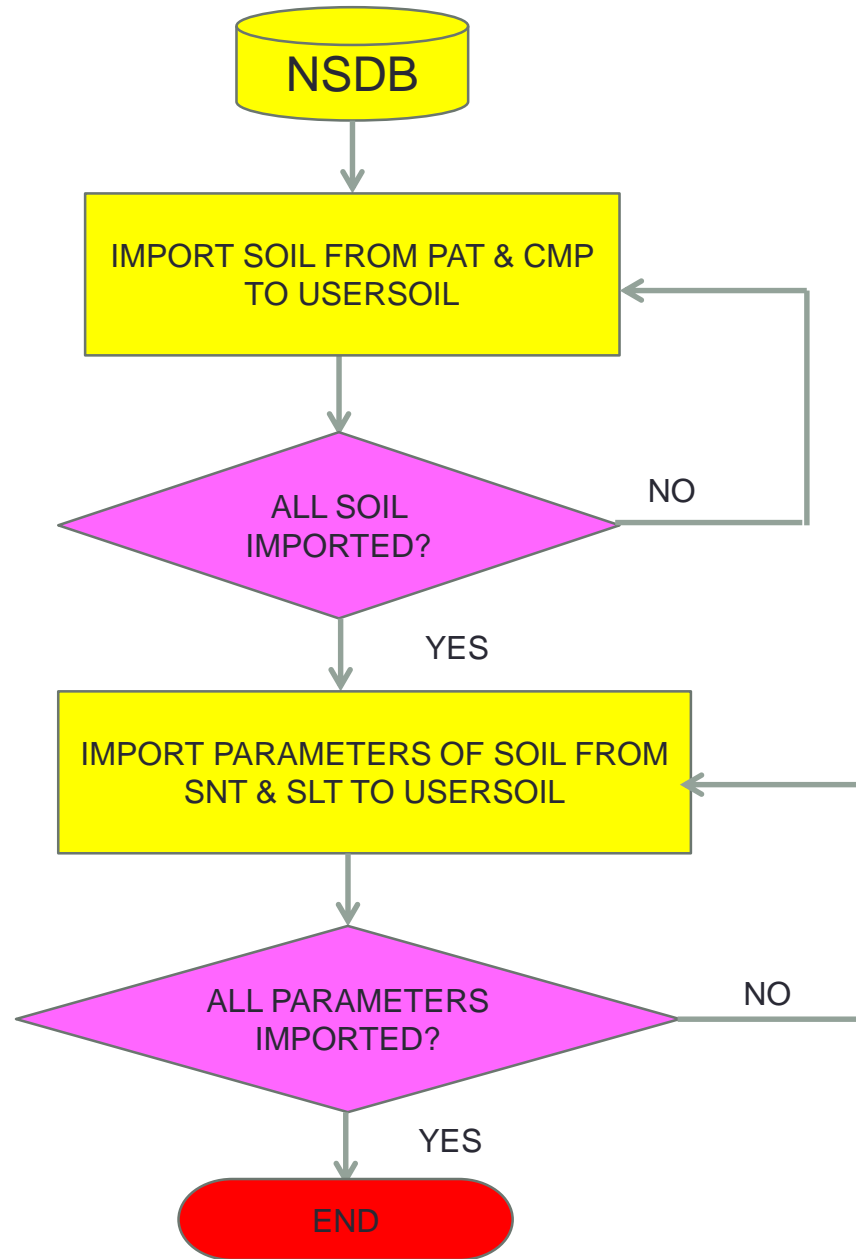 NSDB
IMPORT SOIL FROM PAT & CMP
TO USERSOIL
ALL SOIL
IMPORTED?
NO
YES
IMPORT PARAMETERS OF SOIL FROM
SNT & SLT TO USERSOIL
ALL PARAMETERS
IMPORTED?
NO
YES
END